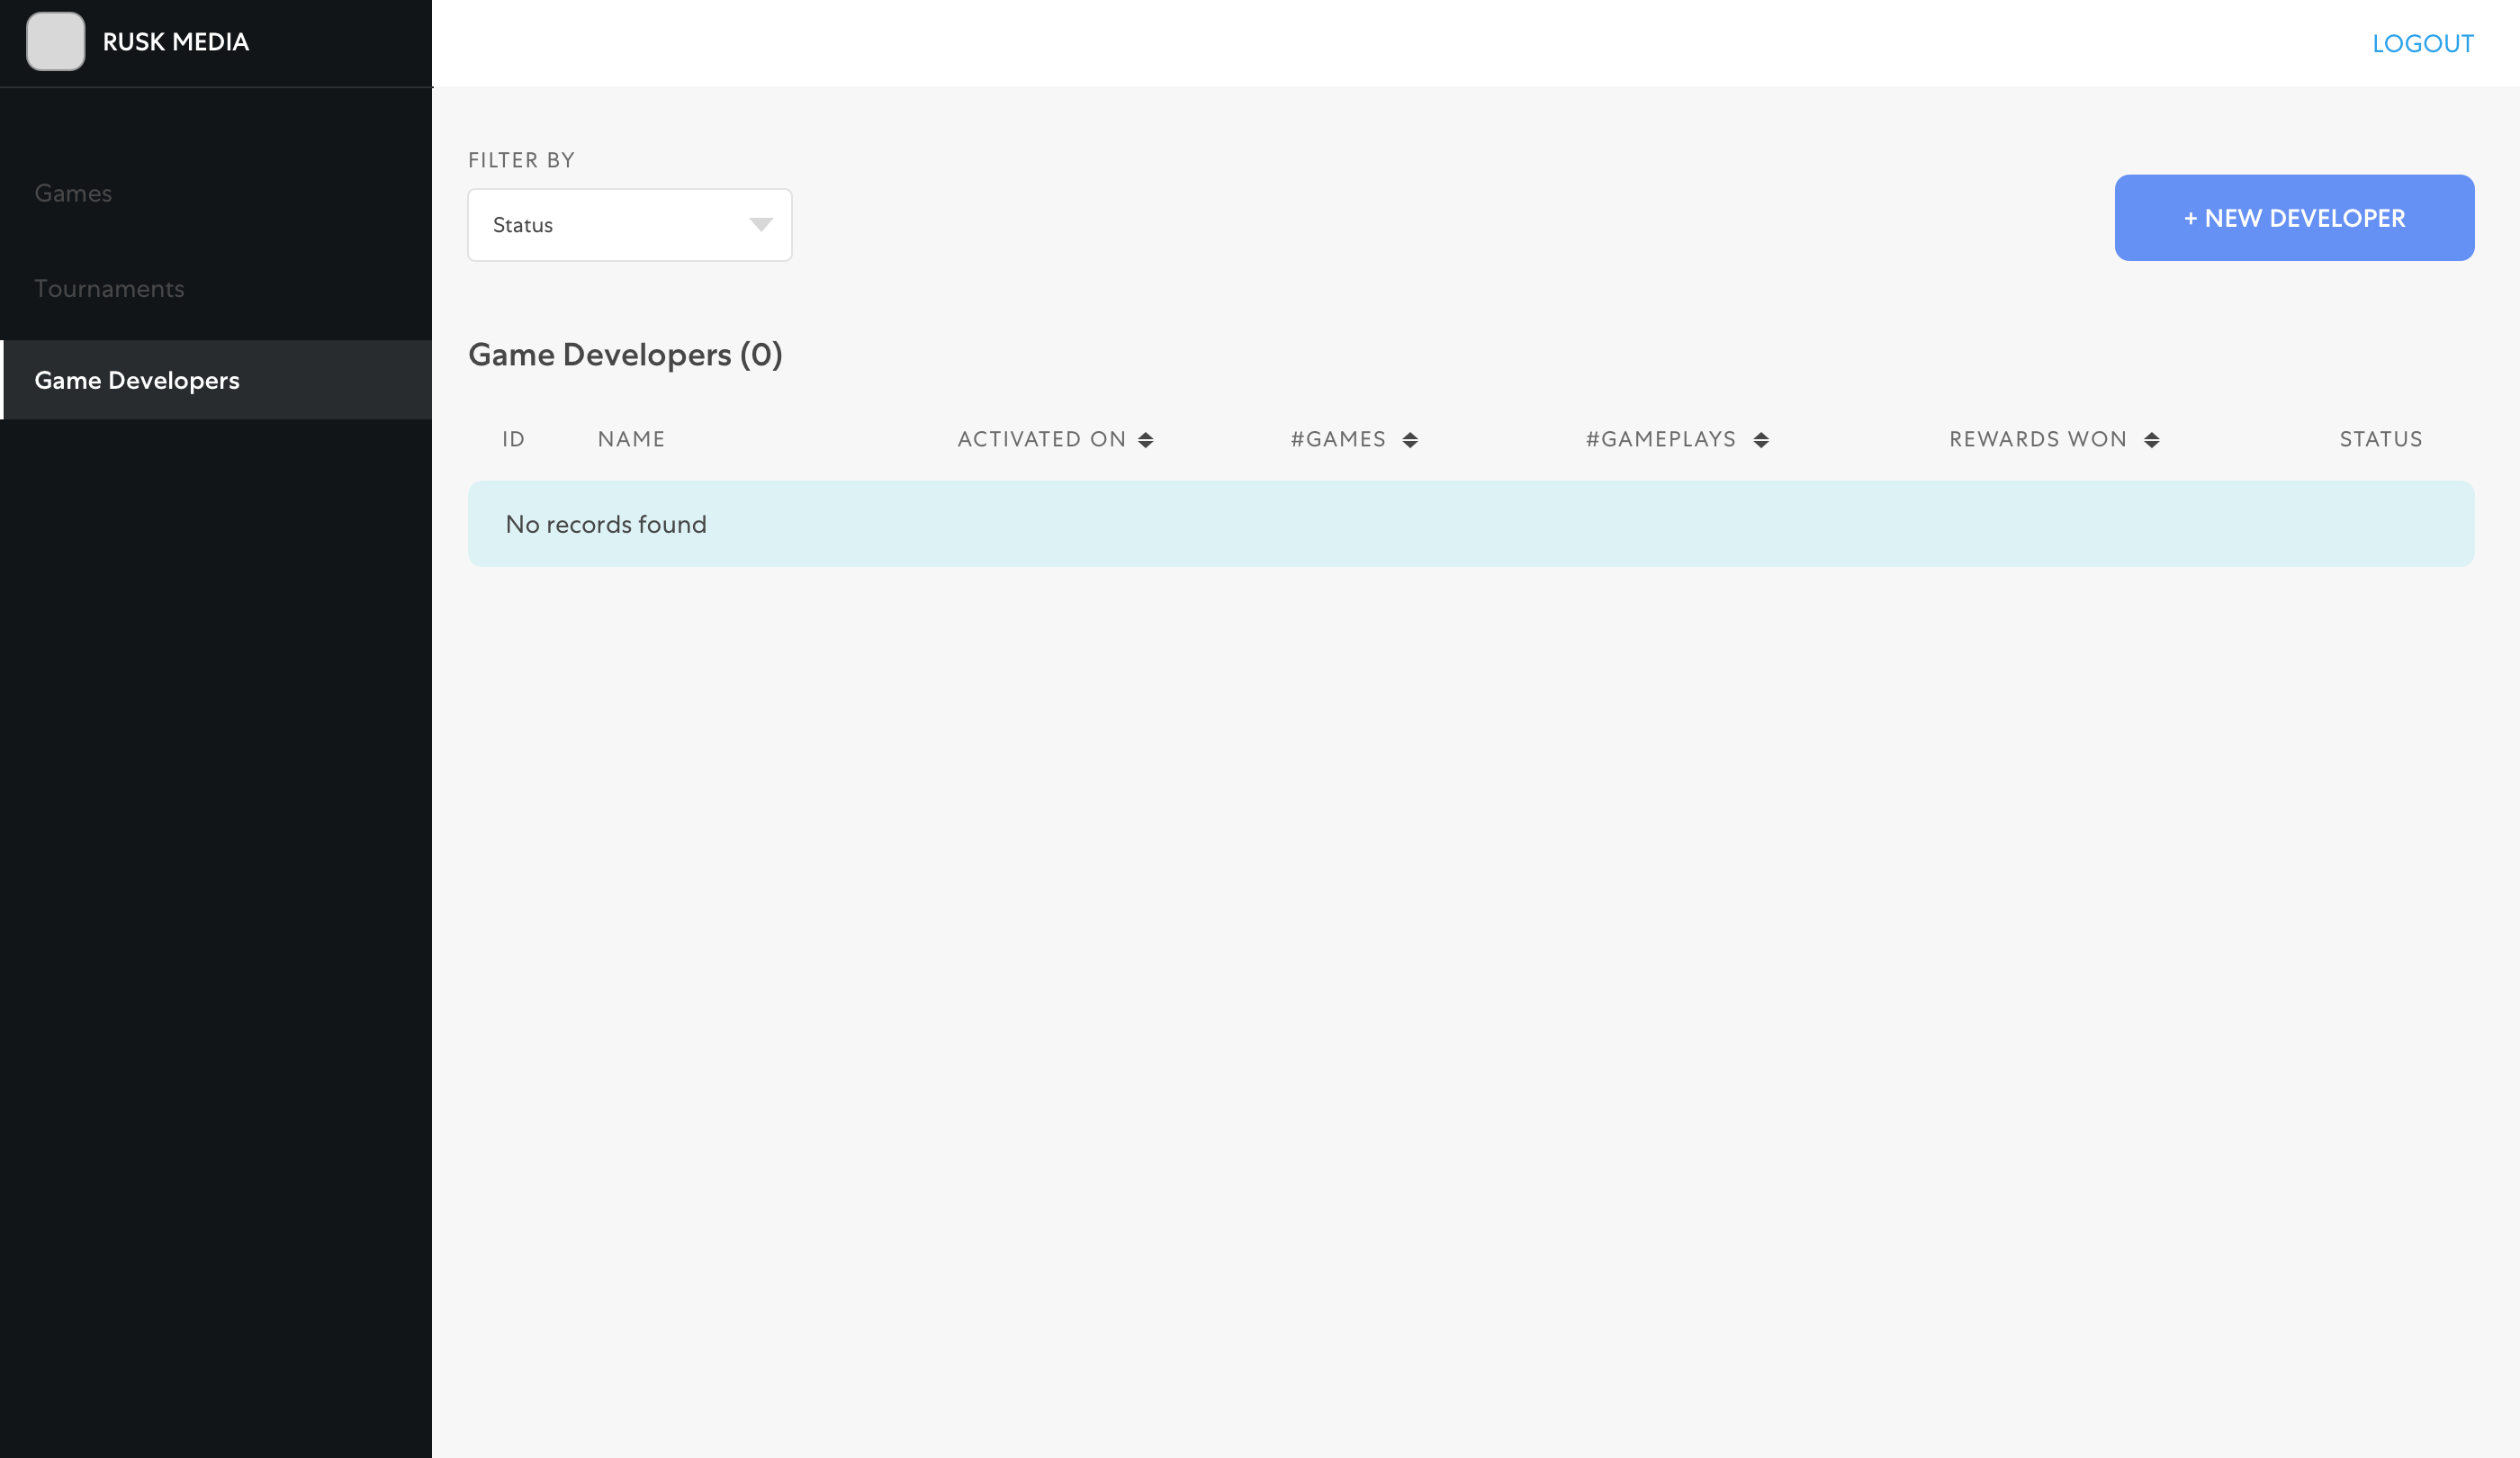 RUSK MEDIA
LOGOUT
Games
Tournaments
Game Developers
FILTER BY
Status
+ NEW DEVELOPER
Game Developers (0)
ID NAME ACTIVATED ON #GAMES #GAMEPLAYS REWARDS WON STATUS
No records found